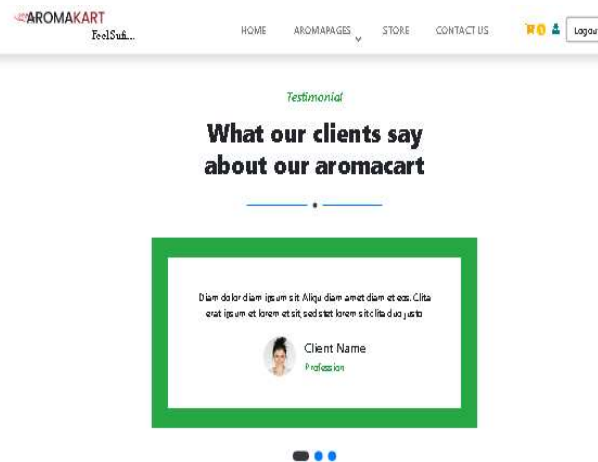 AROMAKART
FeelSufi...
HOME AROMAPAGES STORE CONTACT US
Logou
Testimonial
What our clients say
about our aromacart
Diam dolor diam ipsum sit. Aliqu diam amet diam et eos. Clita
erat ipsum et lorem et sit, sed stet lorem sit clita duo justo
Client Name
Profession